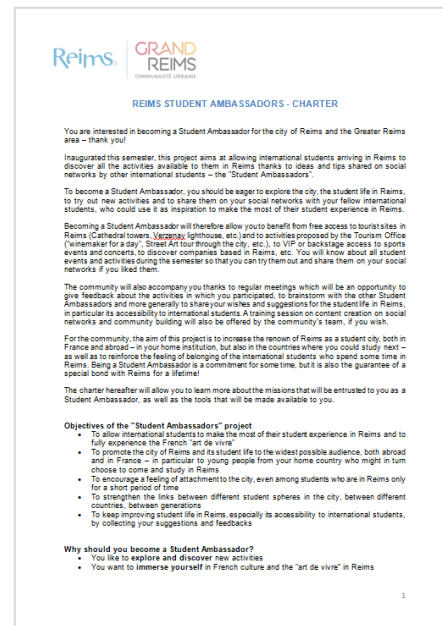 Reims
GRAND
REIMS
COMMUNAUTÉ URBAINE
REIMS STUDENT AMBASSADORS - CHARTER
You are interested in becoming a Student Ambassador for the city of Reims and the Greater Reims
area – thank you!
Inaugurated this semester, this project aims at allowing international students arriving in Reims to
discover all the activities available to them in Reims thanks to ideas and tips shared on social
networks by other international students – the "Student Ambassadors".
To become a Student Ambassador, you should be eager to explore the city, the student life in Reims,
to try out new activities and to share them on your social networks with your fellow international
students, who could use it as inspiration to make the most of their student experience in Reims.
Becoming a Student Ambassador will therefore allow you to benefit from free access to tourist sites in
Reims (Cathedral towers, Verzenay lighthouse, etc.) and to activities proposed by the Tourism Office
("winemaker for a day", Street Art tour through the city, etc.), to VIP or backstage access to sports
events and concerts, to discover companies based in Reims, etc. You will know about all student
events and activities during the semester so that you can try them out and share them on your social
networks if you liked them.
The community will also accompany you thanks to regular meetings which will be an opportunity to
give feedback about the activities in which you participated, to brainstorm with the other Student
Ambassadors and more generally to share your wishes and suggestions for the student life in Reims,
in particular its accessibility to international students. A training session on content creation on social
networks and community building will also be offered by the community's team, if you wish.
For the community, the aim of this project is to increase the renown of Reims as a student city, both in
France and abroad – in your home institution, but also in the countries where you could study next –
as well as to reinforce the feeling of belonging of the international students who spend some time in
Reims. Being a Student Ambassador is a commitment for some time, but it is also the guarantee of a
special bond with Reims for a lifetime!
The charter hereafter will allow you to learn more about the missions that will be entrusted to you as a
Student Ambassador, as well as the tools that will be made available to you.
Objectives of the "Student Ambassadors" project
• To allow international students to make the most of their student experience in Reims and to
fully experience the French "art de vivre"
• To promote the city of Reims and its student life to the widest possible audience, both abroad
and in France – in particular to young people from your home country who might in turn
choose to come and study in Reims
• To encourage a feeling of attachment to the city, even among students who are in Reims only
for a short period of time
• To strengthen the links between different student spheres in the city, between different
countries, between generations
• To keep improving student life in Reims, especially its accessibility to international students,
by collecting your suggestions and feedbacks
Why should you become a Student Ambassador?
• You like to explore and discover new activities
• You want to immerse yourself in French culture and the "art de vivre" in Reims
1